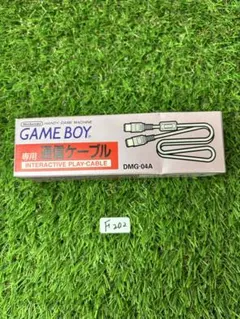 Nintendo HANDY GAME MACHINE
GAME BOY
専用 通信ケーブル
INTERACTIVE PLAY-CABLE
DMG-04A
F202